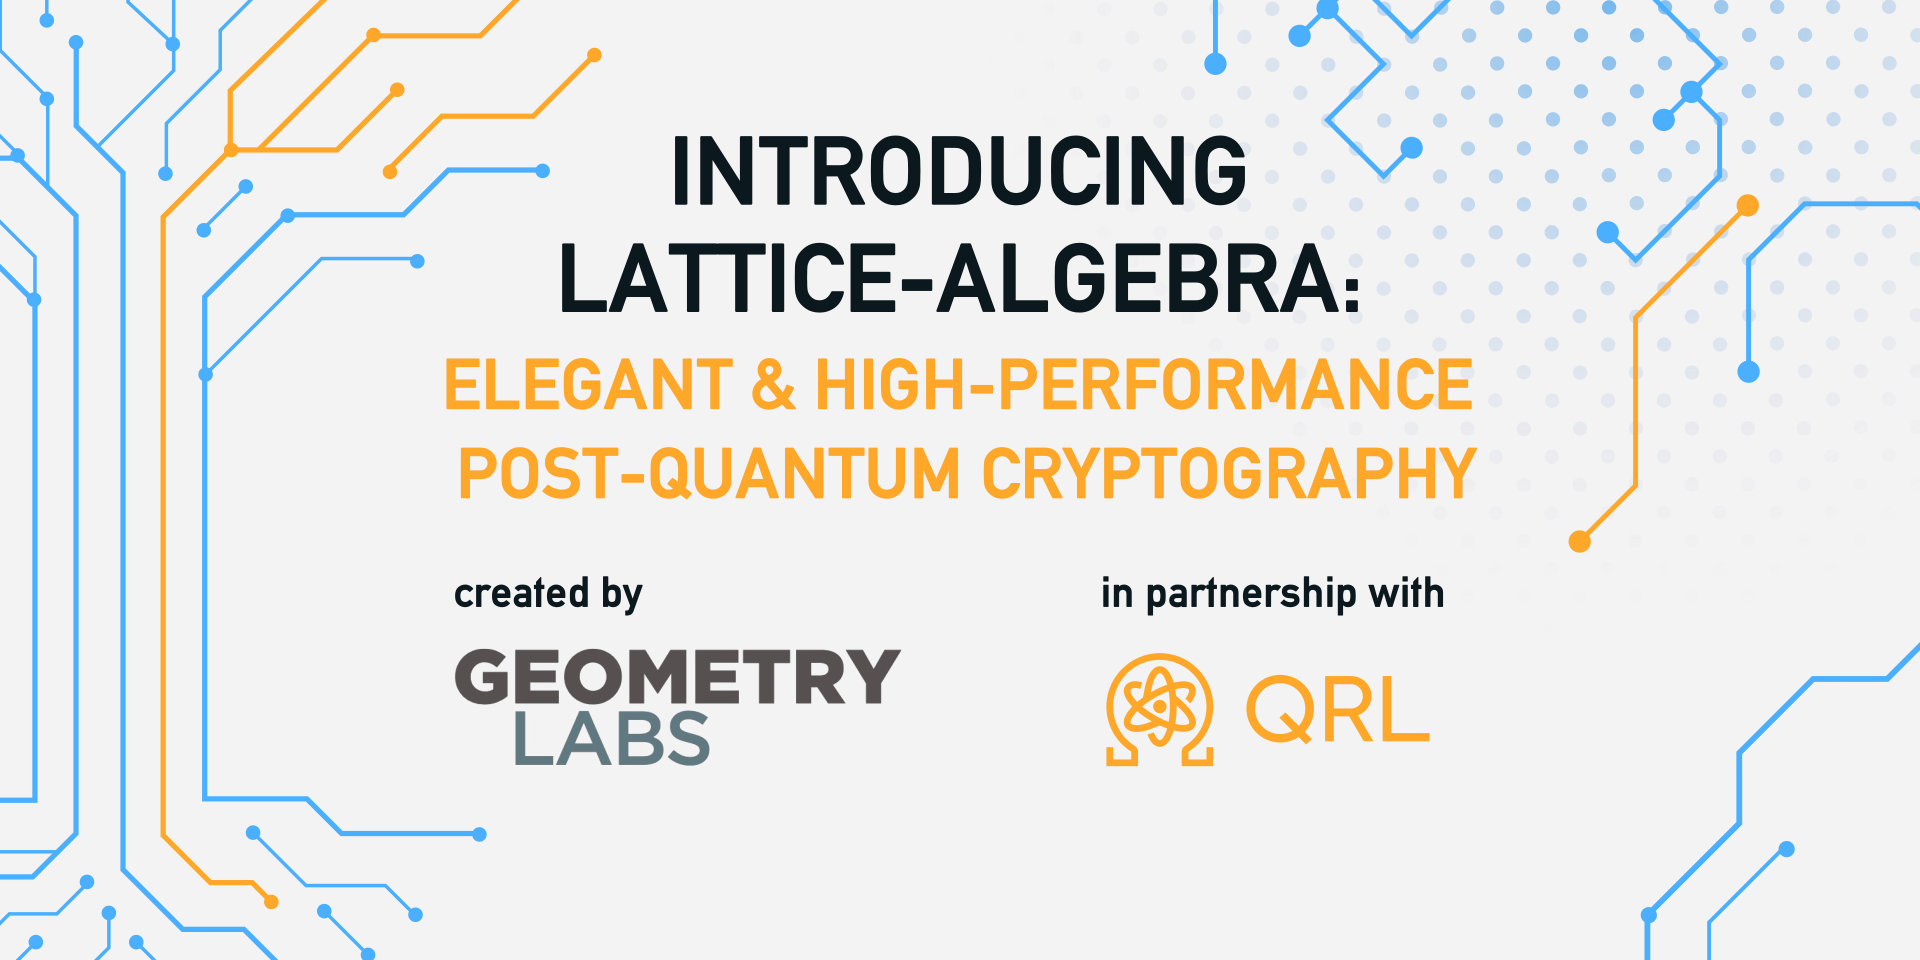 INTRODUCING
LATTICE-ALGEBRA:
ELEGANT & HIGH-PERFORMANCE
POST-QUANTUM CRYPTOGRAPHY
created by
GEOMETRY
LABS
in partnership with
QRL